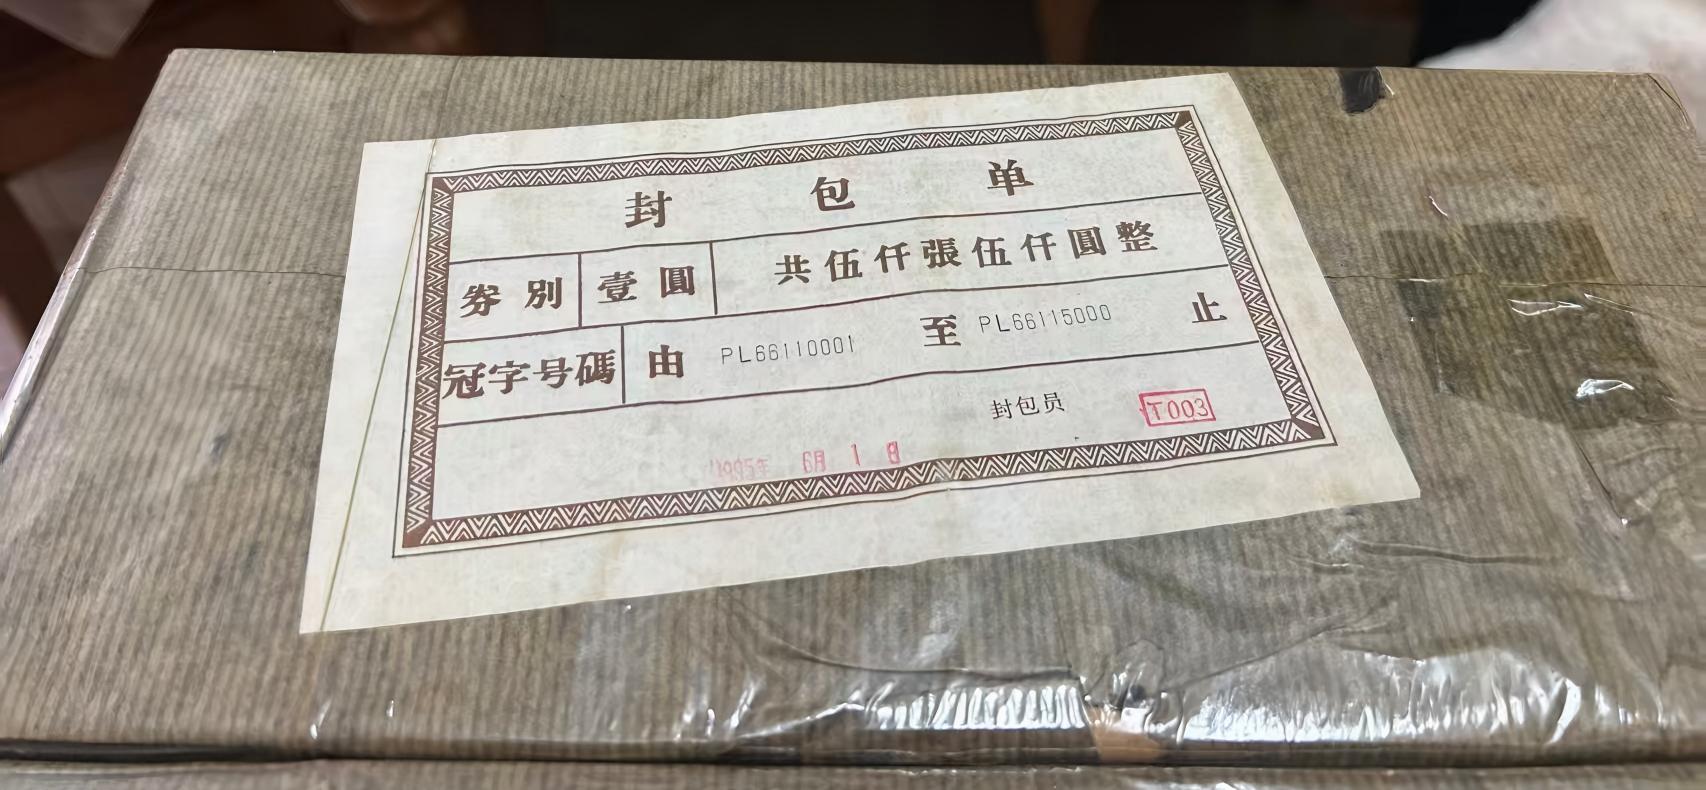 封包单
券別 壹圓 共伍仟張伍仟圓整
冠字号碼 由 PL66110001 至 PL66115000 止
封包员 T003
1995年 6月 1 日